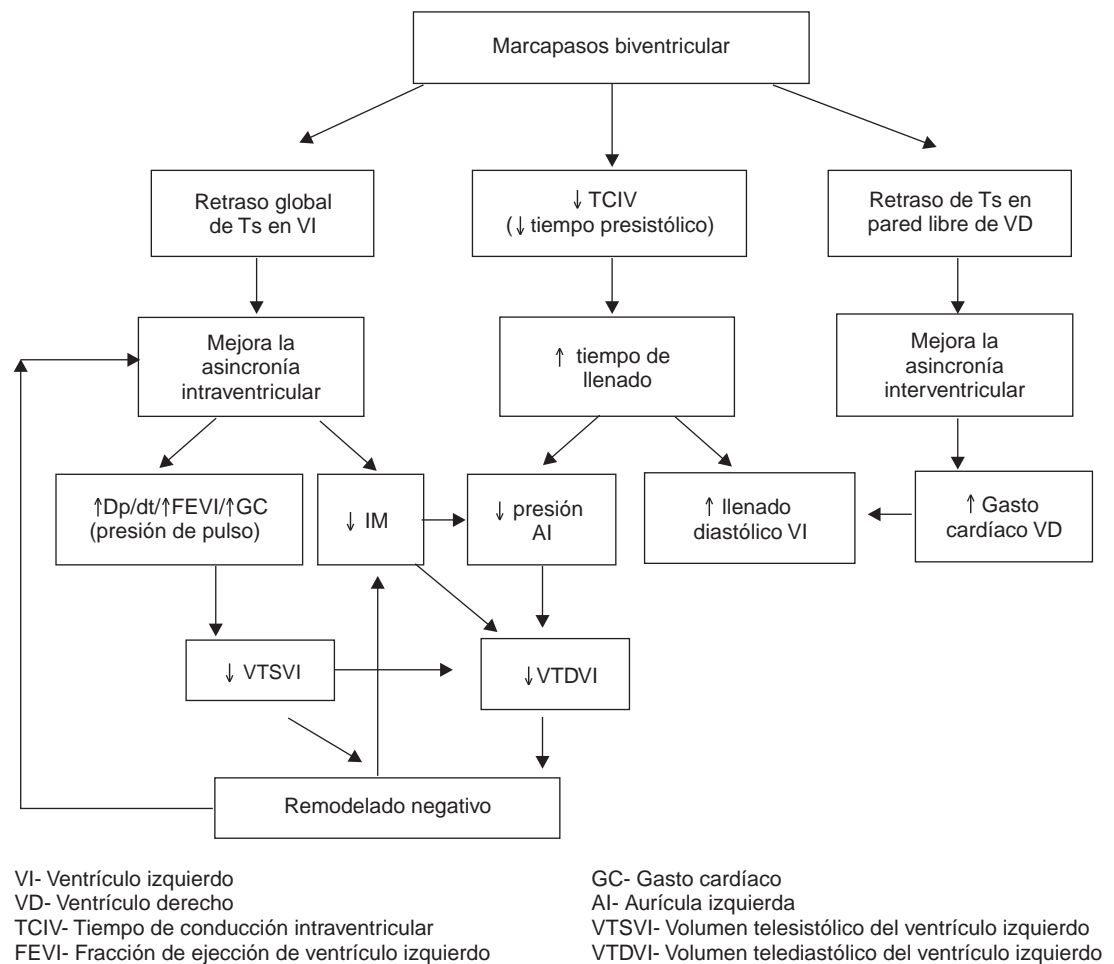 Marcapasos biventricular
Retraso global
de Ts en VI
↓ TCIV
(↓ tiempo presistólico)
Retraso de Ts en
pared libre de VD
Mejora la
asincronía
intraventricular
↑ tiempo de
llenado
Mejora la
asincronía
interventricular
↑Dp/dt/↑FEVI/↑GC
(presión de pulso)
↓ IM
↓ presión
AI
↑ llenado
diastólico VI
↑ Gasto
cardíaco VD
↓ VTSVI
↓VTDVI
Remodelado negativo
VI- Ventrículo izquierdo
VD- Ventrículo derecho
TCIV- Tiempo de conducción intraventricular
FEVI- Fracción de eyección de ventrículo izquierdo
GC- Gasto cardíaco
AI- Aurícula izquierda
VTSVI- Volumen telesistólico del ventrículo izquierdo
VTDVI- Volumen telediastólico del ventrículo izquierdo